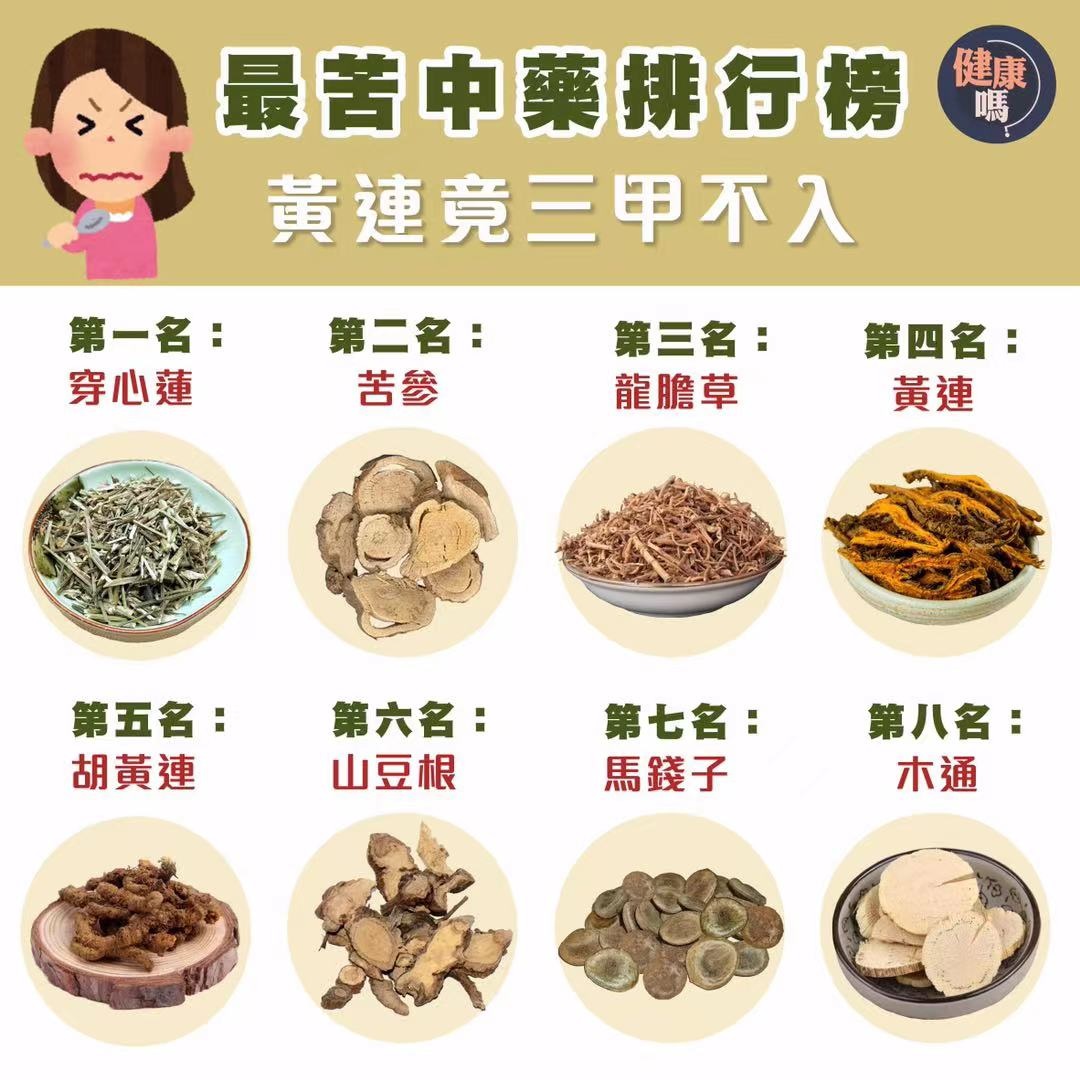 最苦中藥排行榜
健康
嗎?
黃連竟三甲不入
第一名：
穿心蓮
第二名：
苦參
第三名：
龍膽草
第四名：
黃連
第五名：
胡黃連
第六名：
山豆根
第七名：
馬錢子
第八名：
木通